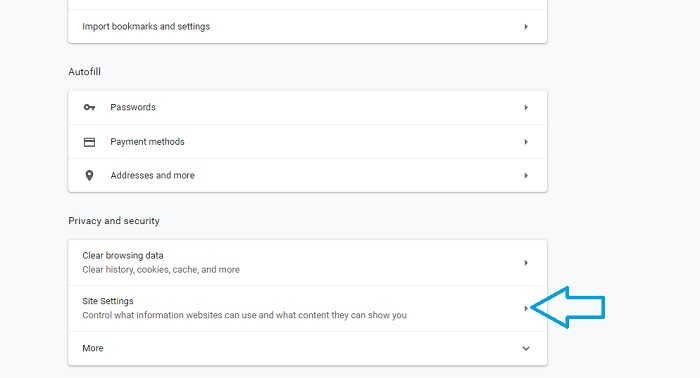 Import bookmarks and settings
Autofill
Passwords
Payment methods
Addresses and more
Privacy and security
Clear browsing data
Clear history, cookies, cache, and more
Site Settings
Control what information websites can use and what content they can show you
More